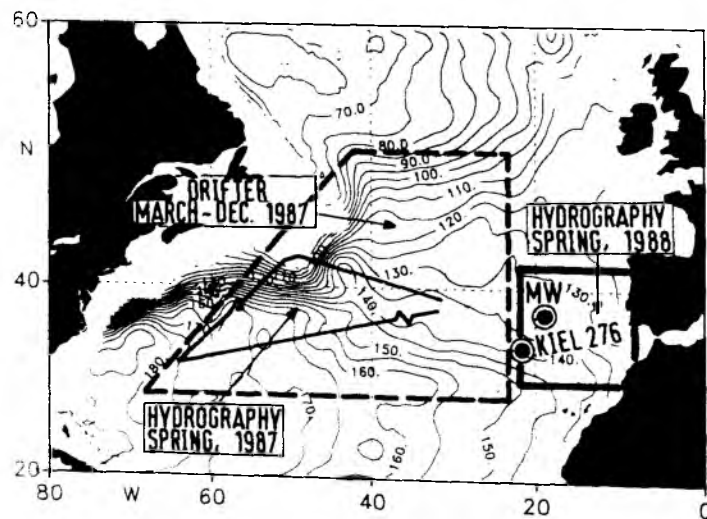 60
N
40
20
80
W
60
40
20
0
70.0
80.0
90.0
100.
110.
120.
130.
140.
150.
160.
180.
160.
150.
130.
140.
DRIFTER
MARCH-DEC. 1987
HYDROGRAPHY
SPRING, 1988
MW
KIEL 276
HYDROGRAPHY
SPRING, 1987